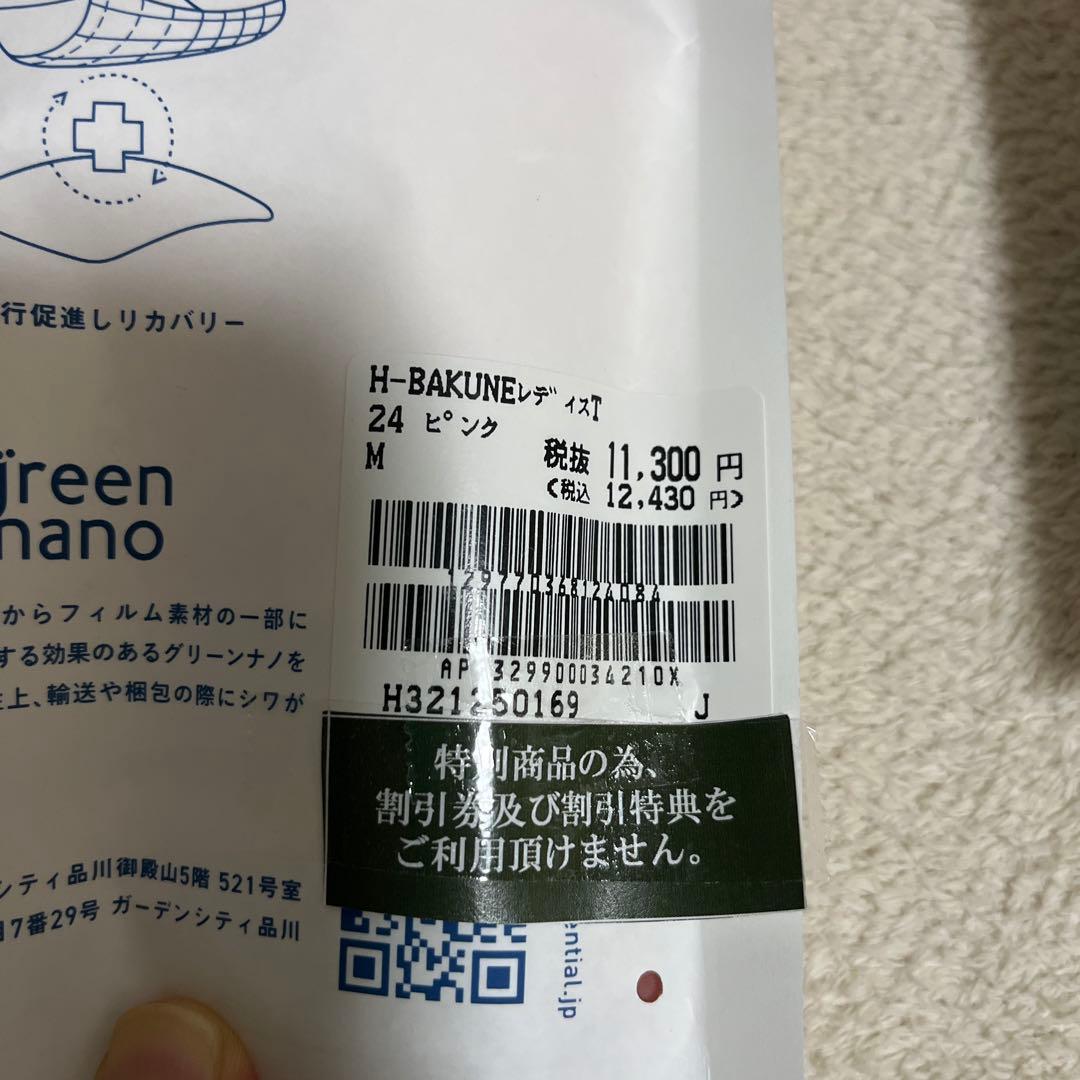 行促進しリカバリー
H-BAKUNEレディスT
24 ピンク
M 税抜 11,300 円
<税込 12,430 円>
green
nano
129770368124084
AP 329900034210X
H321250169 J
からフィルム素材の一部に
する効果のあるグリーンナノを
上、輸送や梱包の際にシワが
特別商品の為、
割引券及び割引特典を
ご利用頂けません。
シティ品川御殿山5階 521号室
目7番29号 ガーデンシティ品川
ential.jp